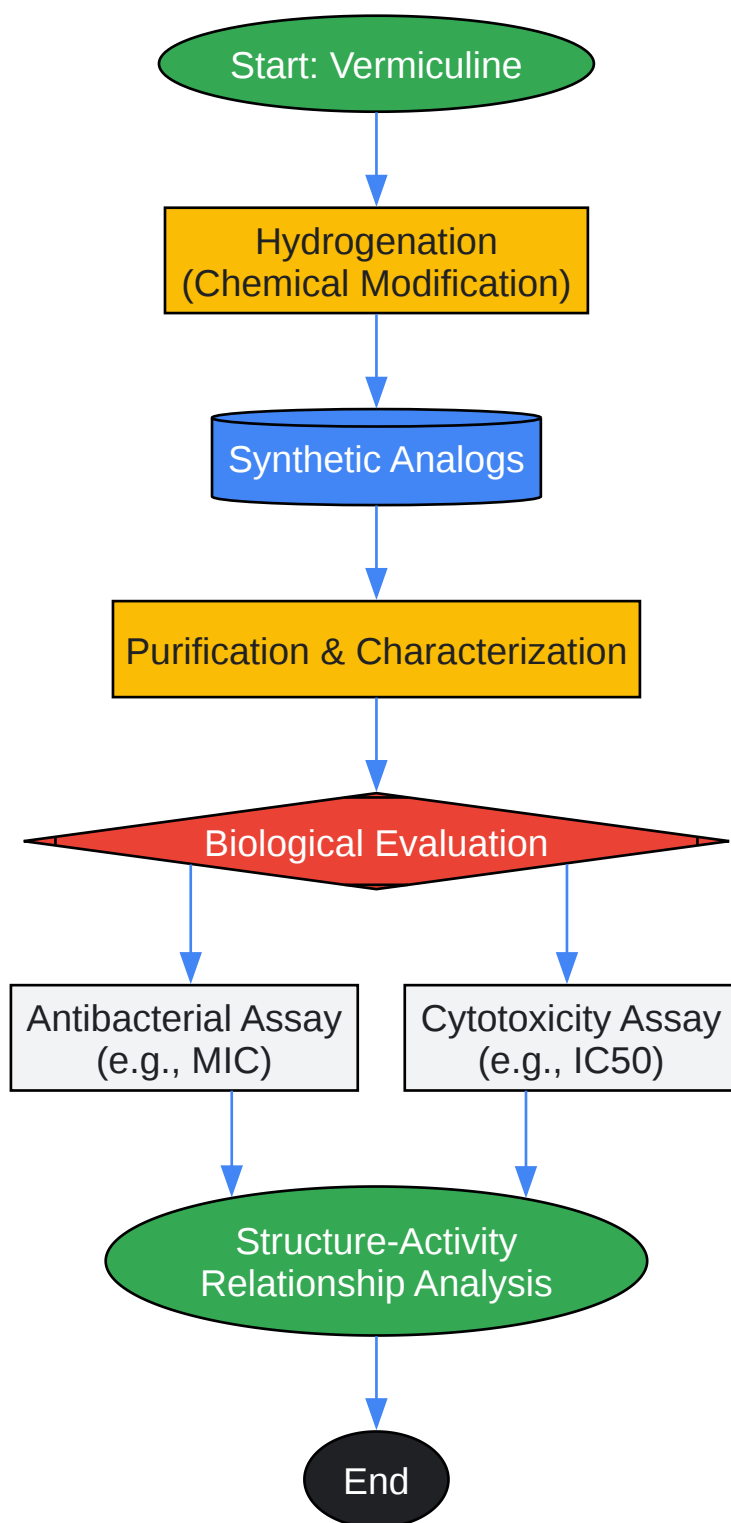 Start: Vermiculine
Hydrogenation
(Chemical Modification)
Synthetic Analogs
Purification & Characterization
Biological Evaluation
Antibacterial Assay
(e.g., MIC)
Cytotoxicity Assay
(e.g., IC50)
Structure-Activity
Relationship Analysis
End